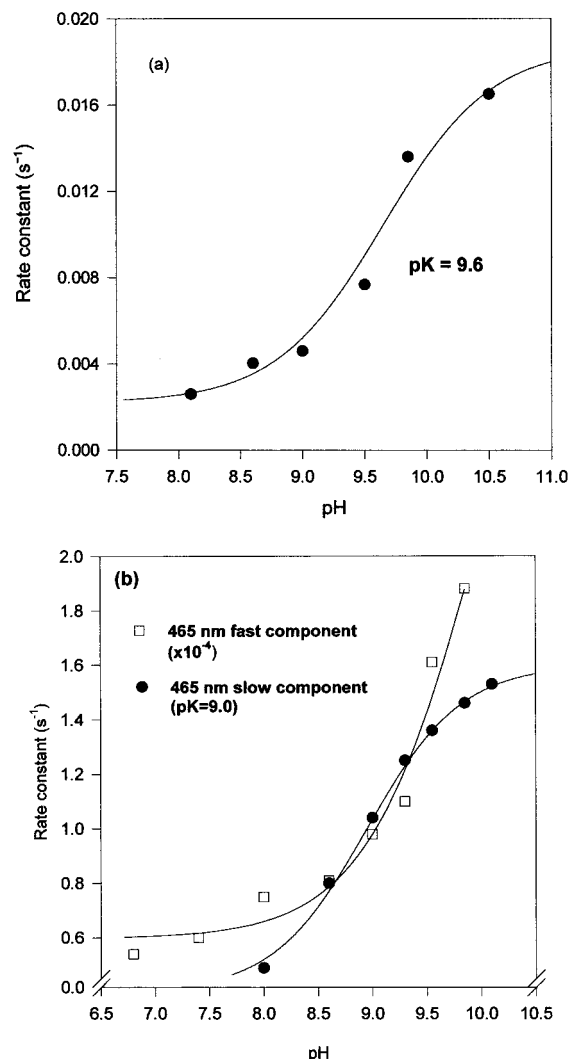 (a)
0.020
0.016
0.012
0.008
0.004
0.000
Rate constant (s⁻¹)
pK = 9.6
7.5 8.0 8.5 9.0 9.5 10.0 10.5 11.0
pH
(b)
2.0
1.8
1.6
1.4
1.2
1.0
0.8
0.6
0.0
Rate constant (s⁻¹)
465 nm fast component
(x10⁻⁴)
465 nm slow component
(pK=9.0)
6.5 7.0 7.5 8.0 8.5 9.0 9.5 10.0 10.5
pH